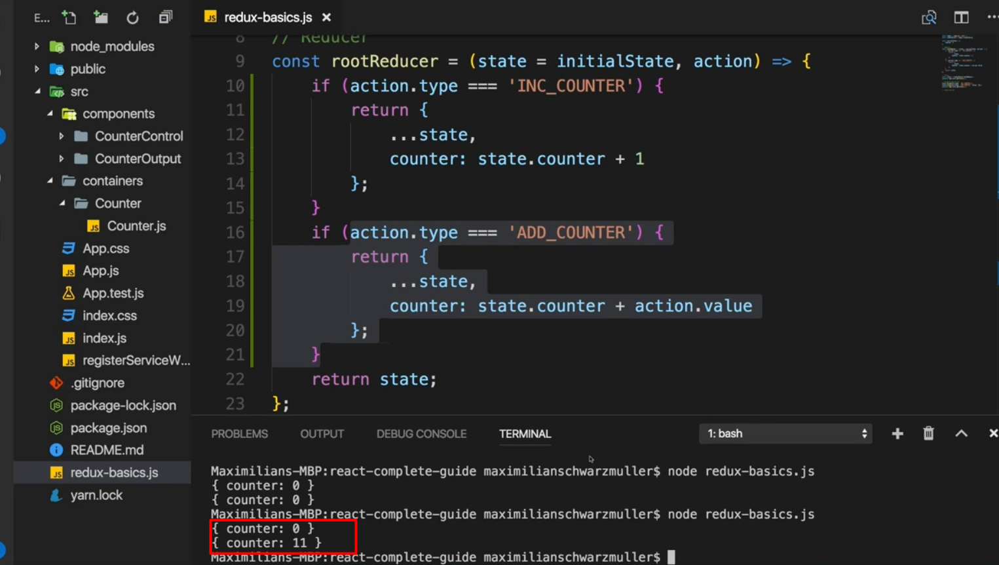 E...
redux-basics.js
node_modules
public
src
components
CounterControl
CounterOutput
containers
Counter
Counter.js
App.css
App.js
App.test.js
index.css
index.js
registerServiceW...
.gitignore
package-lock.json
package.json
README.md
redux-basics.js
yarn.lock
8 // Reducer
9 const rootReducer = (state = initialState, action) => {
10 if (action.type === 'INC_COUNTER') {
11 return {
12 ...state,
13 counter: state.counter + 1
14 };
15 }
16 if (action.type === 'ADD_COUNTER') {
17 return {
18 ...state,
19 counter: state.counter + action.value
20 };
21 }
22 return state;
23 };
PROBLEMS OUTPUT DEBUG CONSOLE TERMINAL 1: bash
Maximilians-MBP:react-complete-guide maximilianschwarzmuller$ node redux-basics.js
{ counter: 0 }
{ counter: 0 }
Maximilians-MBP:react-complete-guide maximilianschwarzmuller$ node redux-basics.js
{ counter: 0 }
{ counter: 11 }
Maximilians-MBP:react-complete-guide maximilianschwarzmuller$